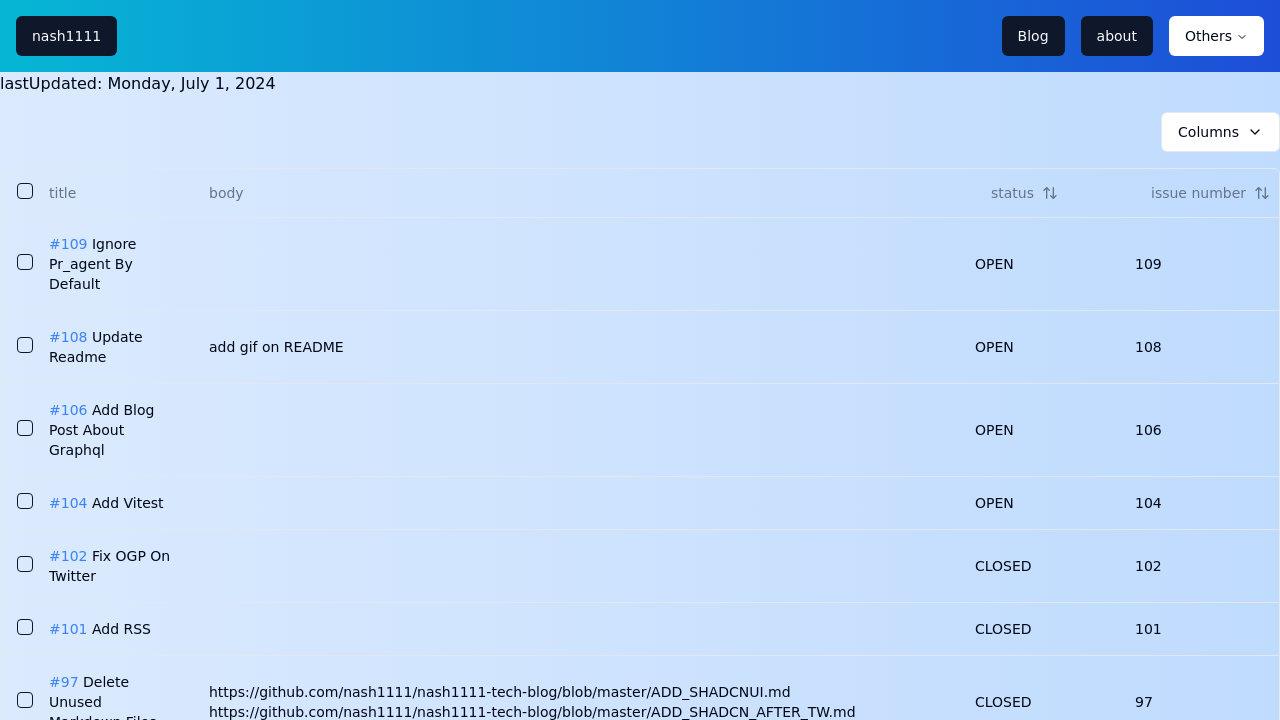 nash1111
Blog
about
Others
lastUpdated: Monday, July 1, 2024
Columns
title body status issue number
#109 Ignore
Pr_agent By
Default
OPEN 109
#108 Update
Readme
add gif on README OPEN 108
#106 Add Blog
Post About
Graphql
OPEN 106
#104 Add Vitest OPEN 104
#102 Fix OGP On
Twitter
CLOSED 102
#101 Add RSS CLOSED 101
#97 Delete
Unused
Markdown Files
https://github.com/nash1111/nash1111-tech-blog/blob/master/ADD_SHADCNUI.md
https://github.com/nash1111/nash1111-tech-blog/blob/master/ADD_SHADCN_AFTER_TW.md
CLOSED 97